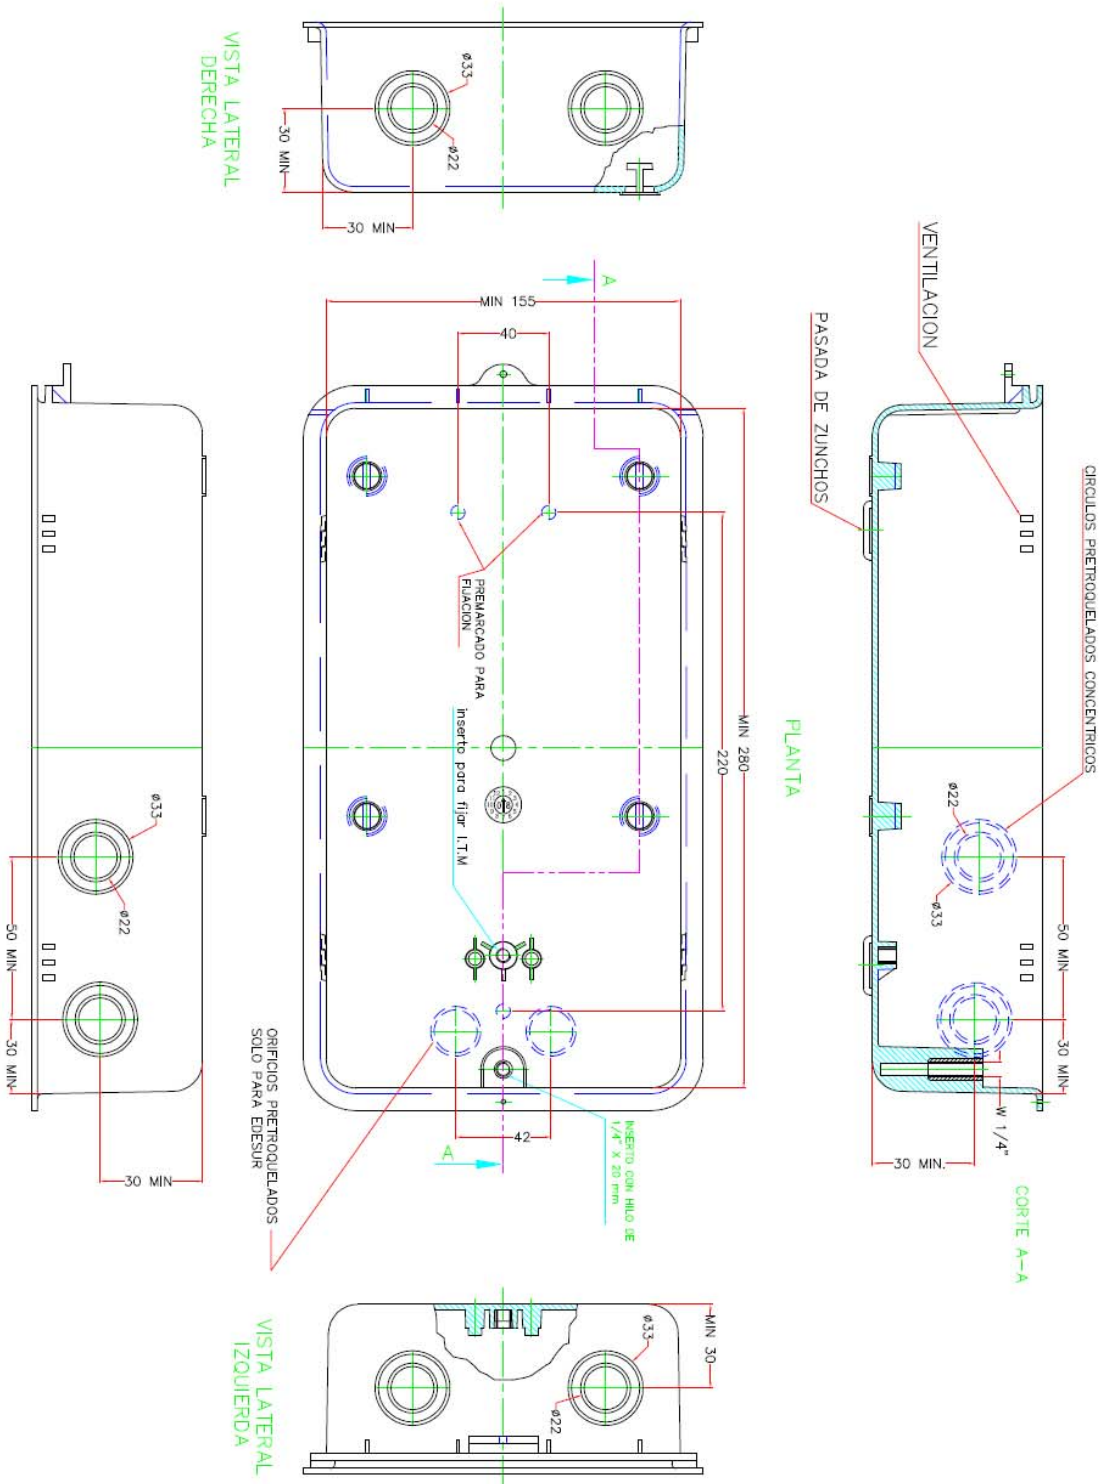 VISTA LATERAL
DERECHA
ø33
ø22
30 MIN
30 MIN
VENTILACION
PASADA DE ZUNCHOS
CIRCULOS PRETROQUELADOS CONCENTRICOS
A
MIN 155
40
PREMARCADO PARA
FIJACION
inserto para fijar I.T.M
MIN 280
220
PLANTA
ø22
ø33
50 MIN
30 MIN
W 1/4"
30 MIN.
CORTE A-A
ø33
ø22
50 MIN
30 MIN
30 MIN
ORIFICIOS PRETROQUELADOS
SOLO PARA EDESUR
42
A
INSERTO CON HILO DE
1/4" X 20 mm
VISTA LATERAL
IZQUIERDA
MIN 30
ø33
ø22